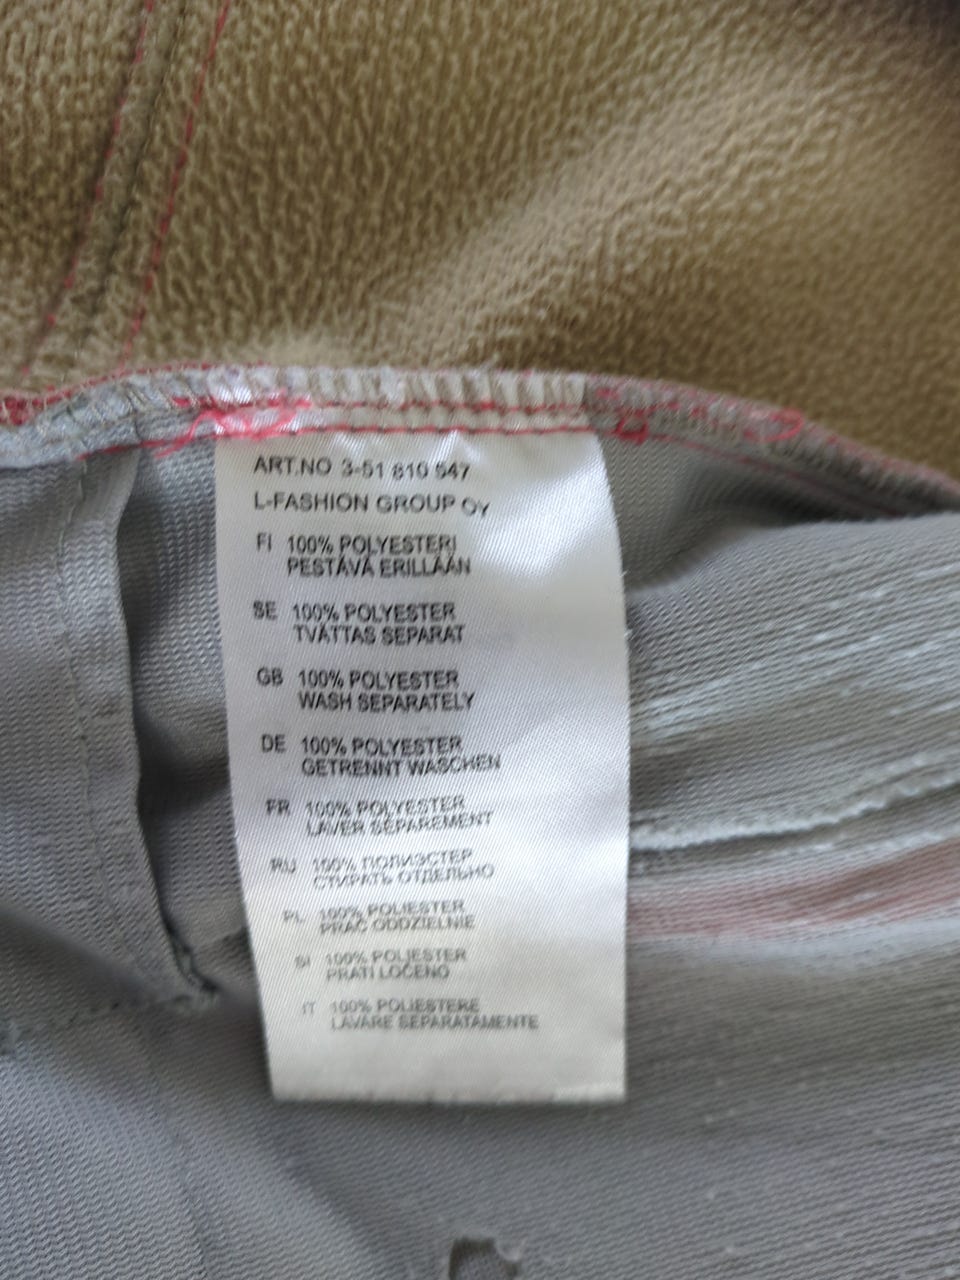 ART.NO 3-51 810 547
L-FASHION GROUP OY
FI 100% POLYESTERI
PESTÄVÄ ERILLÄÄN
SE 100% POLYESTER
TVÄTTAS SEPARAT
GB 100% POLYESTER
WASH SEPARATELY
DE 100% POLYESTER
GETRENNT WASCHEN
FR 100% POLYESTER
LAVER SÉPARÉMENT
RU 100% ПОЛИЭСТЕР
СТИРАТЬ ОТДЕЛЬНО
PL 100% POLIESTER
PRAĆ ODDZIELNIE
SI 100% POLIESTER
PRATI LOČENO
IT 100% POLIESTERE
LAVARE SEPARATAMENTE